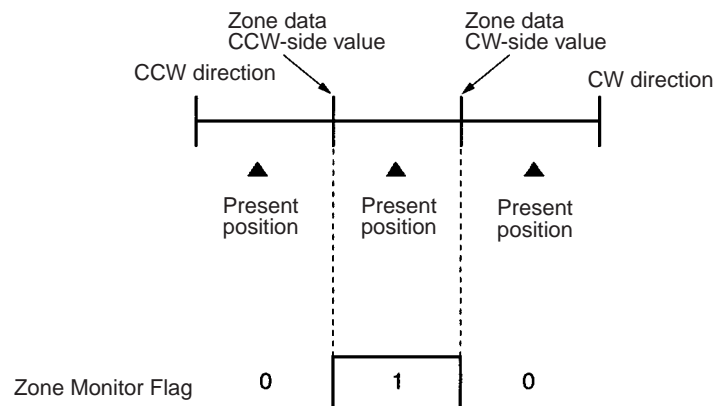 Zone data
CCW-side value
Zone data
CW-side value
CCW direction
CW direction
Present
position
Present
position
Present
position
Zone Monitor Flag 0 1 0